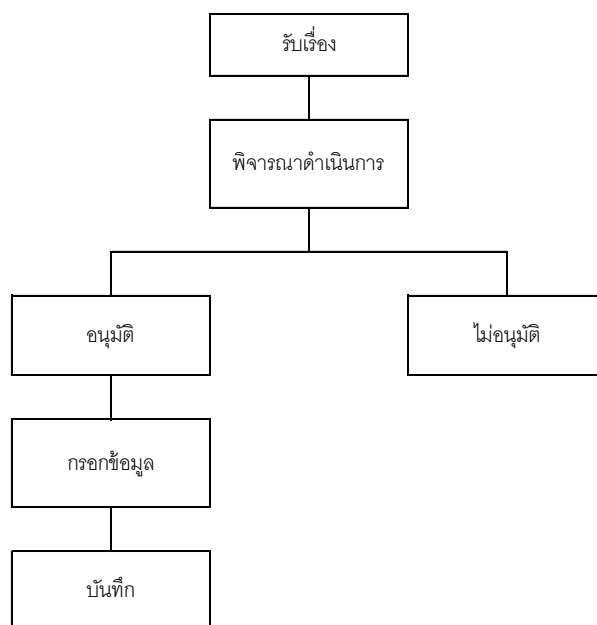 รับเรื่อง
พิจารณาดำเนินการ
อนุมัติ
ไม่อนุมัติ
กรอกข้อมูล
บันทึก